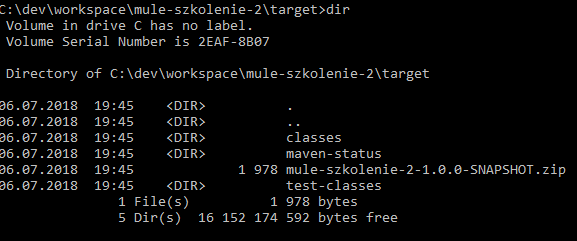 C:\dev\workspace\mule-szkolenie-2\target>dir
Volume in drive C has no label.
Volume Serial Number is 2EAF-8B07
Directory of C:\dev\workspace\mule-szkolenie-2\target
06.07.2018 19:45 <DIR> .
06.07.2018 19:45 <DIR> ..
06.07.2018 19:45 <DIR> classes
06.07.2018 19:45 <DIR> maven-status
06.07.2018 19:45 1 978 mule-szkolenie-2-1.0.0-SNAPSHOT.zip
06.07.2018 19:45 <DIR> test-classes
1 File(s) 1 978 bytes
5 Dir(s) 16 152 174 592 bytes free